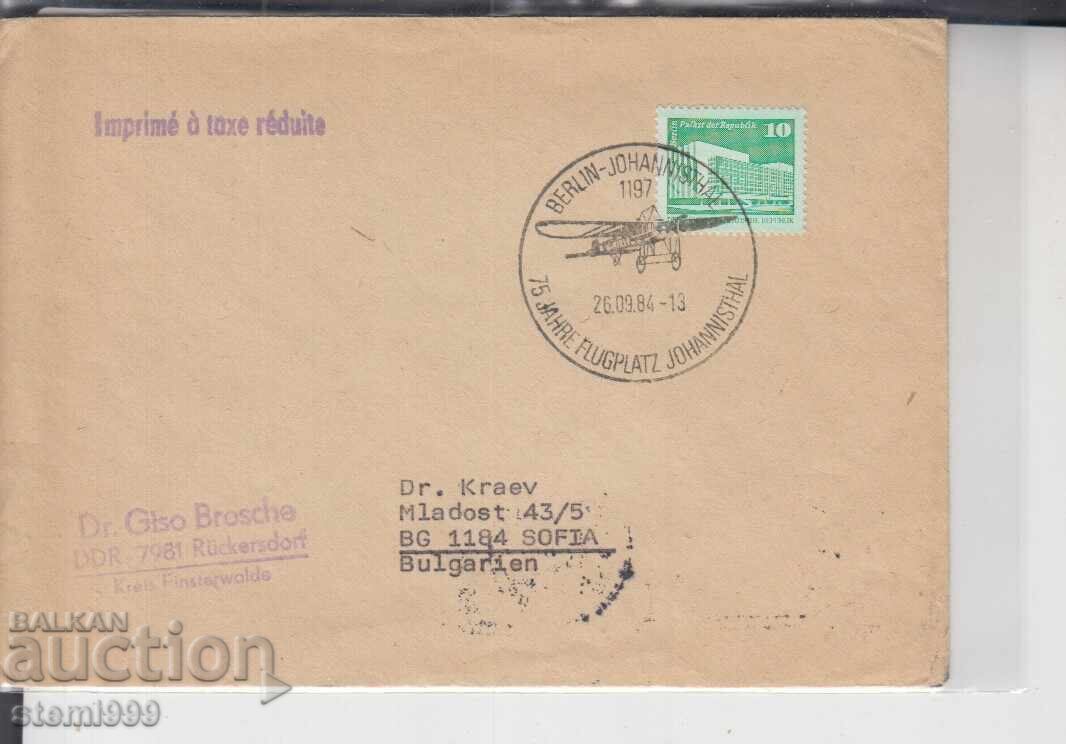 Imprimé à taxe réduite
Berlin Palast der Republik 10
REPUBLIK
BERLIN-JOHANNISTHAL
1197
26.09.84-13
75 JAHRE FLUGPLATZ JOHANNISTHAL
Dr. Kraev
Mladost 43/5
BG 1184 SOFIA
Bulgarien
Dr. Giso Brosche
DDR, 7981 Rückersdorf
Kreis Finsterwalde
BALKAN
auction
stemi999